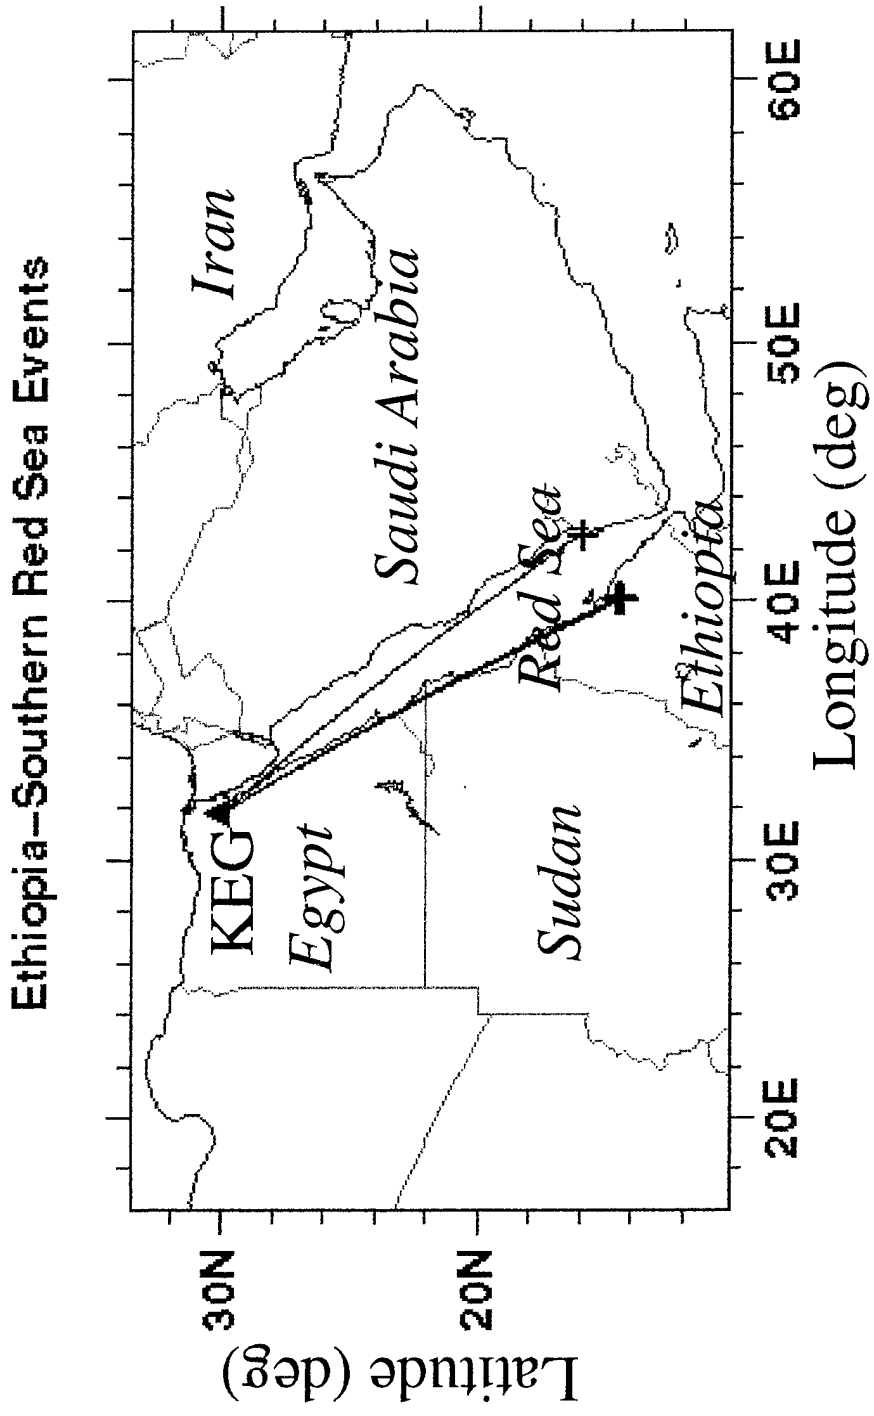 Ethiopia–Southern Red Sea Events
Iran
Saudi Arabia
Red Sea
Ethiopia
KEG
Egypt
Sudan
30N
20N
Latitude (deg)
20E
30E
40E
50E
60E
Longitude (deg)